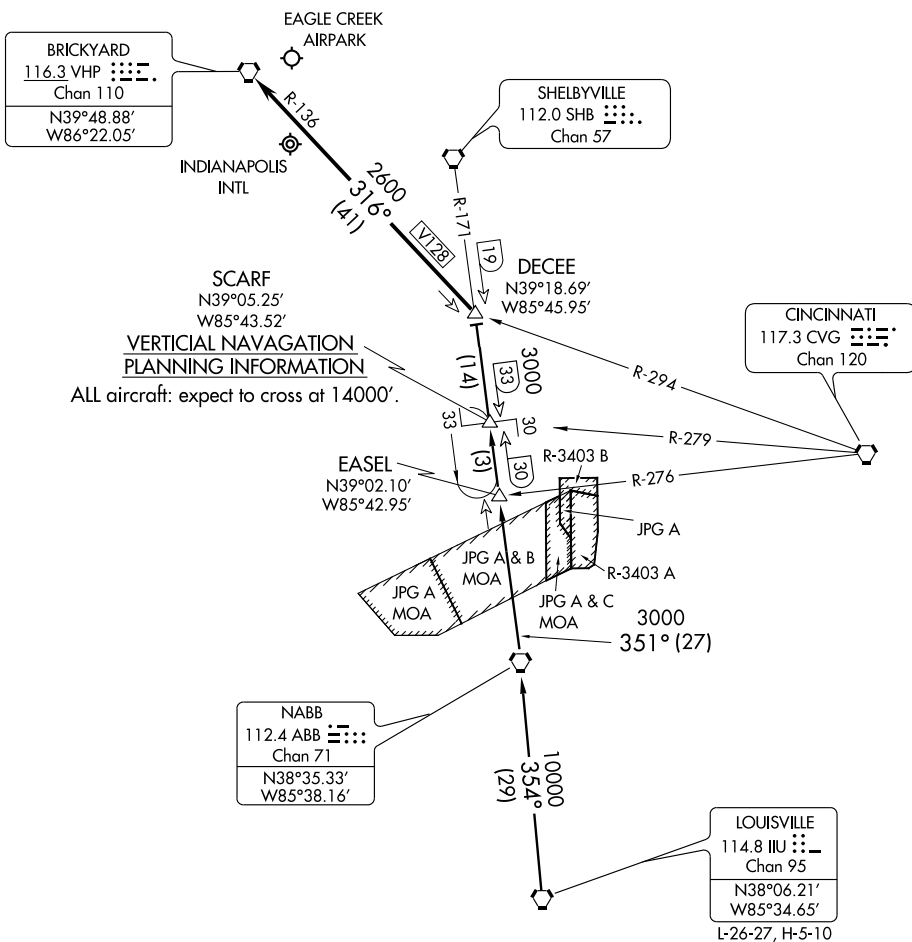 EAGLE CREEK
AIRPARK
BRICKYARD
116.3 VHP
Chan 110
N39°48.88'
W86°22.05'
R-136
INDIANAPOLIS
INTL
SHELBYVILLE
112.0 SHB
Chan 57
R-171
2600
316°
(41)
V128
19
DECEE
N39°18.69'
W85°45.95'
SCARF
N39°05.25'
W85°43.52'
VERTICIAL NAVAGATION
PLANNING INFORMATION
ALL aircraft: expect to cross at 14000'.
CINCINNATI
117.3 CVG
Chan 120
R-294
R-279
R-276
3000
(14)
33
33
30
(3)
30
EASEL
N39°02.10'
W85°42.95'
R-3403 B
JPG A
R-3403 A
JPG A & B
MOA
JPG A
MOA
JPG A & C
MOA
3000
351° (27)
NABB
112.4 ABB
Chan 71
N38°35.33'
W85°38.16'
10000
354°
(29)
LOUISVILLE
114.8 IIU
Chan 95
N38°06.21'
W85°34.65'
L-26-27, H-5-10